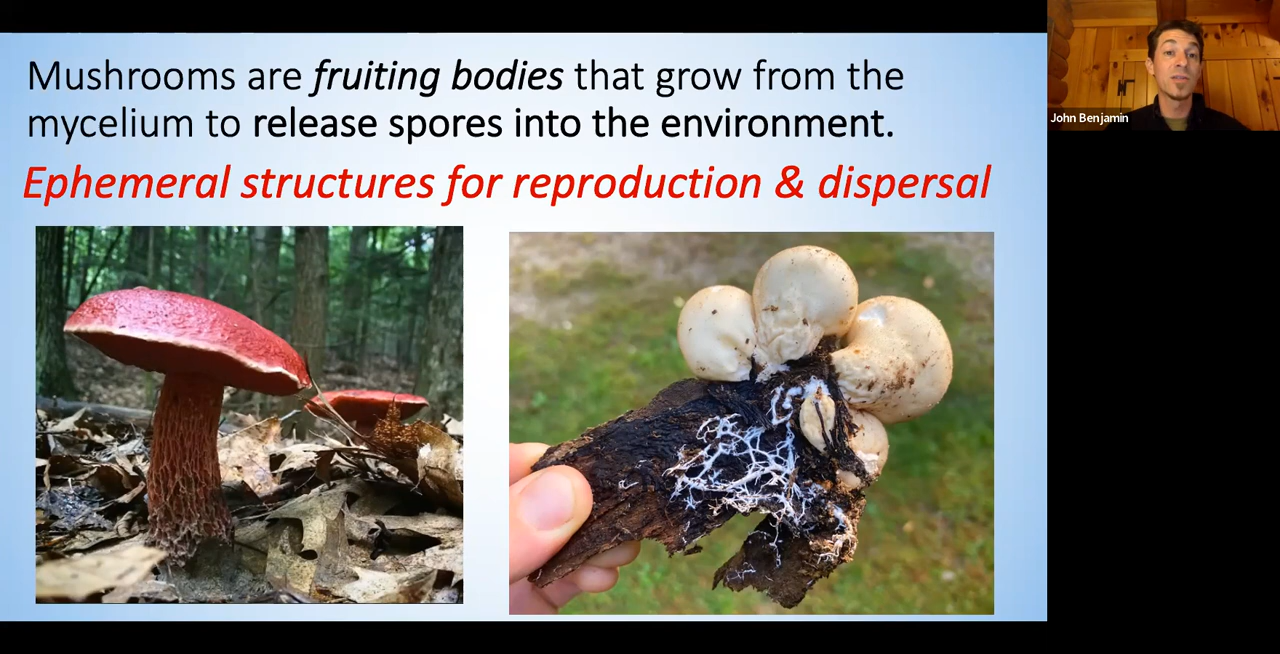 Mushrooms are fruiting bodies that grow from the
mycelium to release spores into the environment.
Ephemeral structures for reproduction & dispersal
John Benjamin